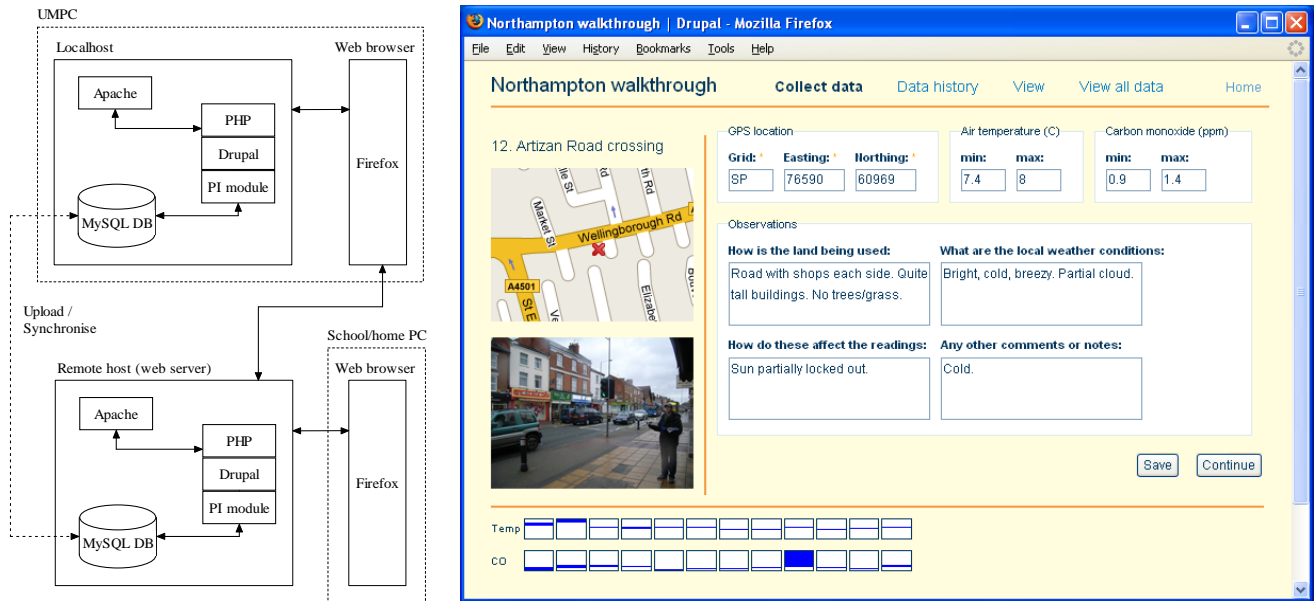 UMPC
Localhost
Web browser
Apache
PHP
Drupal
PI module
MySQL DB
Firefox
Upload /
Synchronise
School/home PC
Remote host (web server)
Web browser
Apache
PHP
Drupal
PI module
MySQL DB
Firefox
Northampton walkthrough | Drupal - Mozilla Firefox
File Edit View History Bookmarks Tools Help
Northampton walkthrough
Collect data Data history View View all data Home
12. Artizan Road crossing
Market St
Wellingborough Rd
A4501
St E
GPS location
Grid: * Easting: * Northing: *
SP 76590 60969
Air temperature (C)
min: max:
7.4 8
Carbon monoxide (ppm)
min: max:
0.9 1.4
Observations
How is the land being used:
Road with shops each side. Quite
tall buildings. No trees/grass.
What are the local weather conditions:
Bright, cold, breezy. Partial cloud.
How do these affect the readings:
Sun partially locked out.
Any other comments or notes:
Cold.
Save Continue
Temp
CO